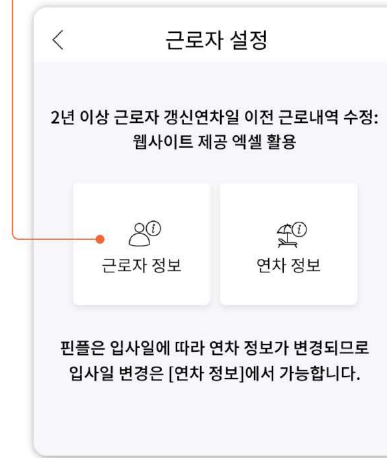 근로자 설정
2년 이상 근로자 갱신연차일 이전 근로내역 수정:
웹사이트 제공 엑셀 활용
근로자 정보
연차 정보
핀플은 입사일에 따라 연차 정보가 변경되므로
입사일 변경은 [연차 정보]에서 가능합니다.